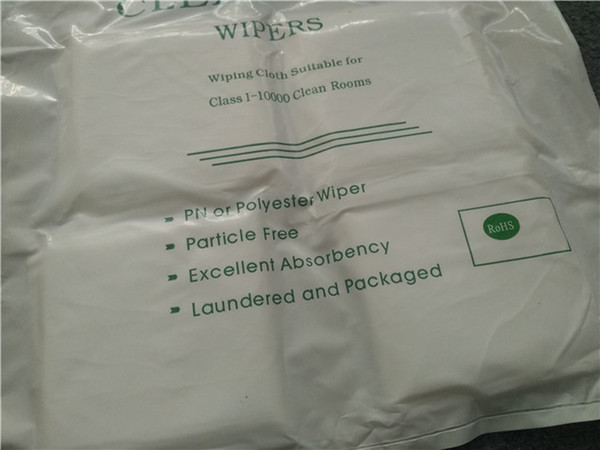 WIPERS
Wiping Cloth Suitable for
Class 1-10000 Clean Rooms
PN or Polyester Wiper
Particle Free
Excellent Absorbency
Laundered and Packaged
RoHS